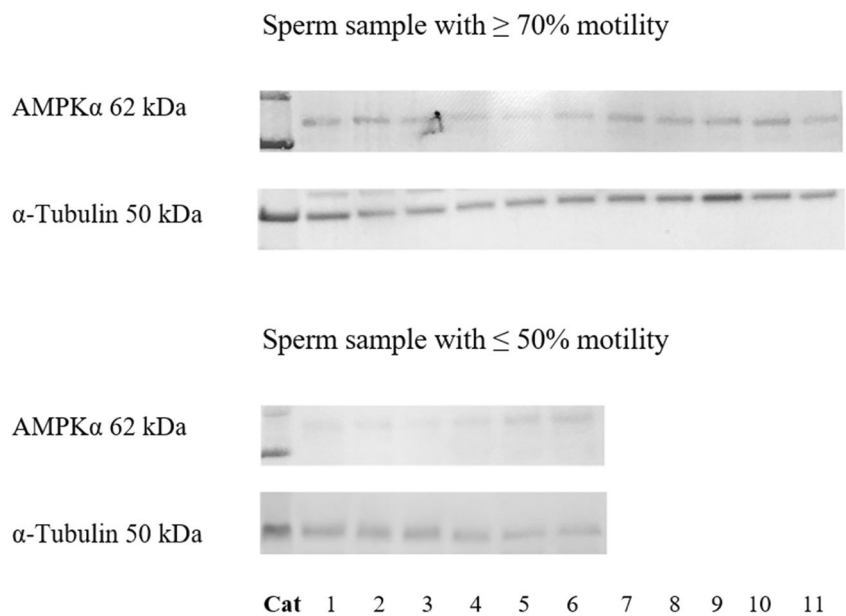 Sperm sample with ≥ 70% motility
AMPKα 62 kDa
α-Tubulin 50 kDa
Sperm sample with ≤ 50% motility
AMPKα 62 kDa
α-Tubulin 50 kDa
Cat 1 2 3 4 5 6 7 8 9 10 11